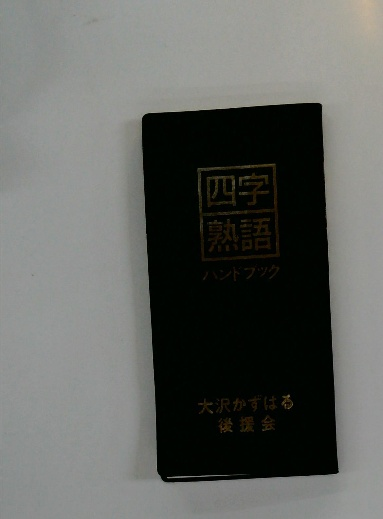 四字
熟語
ハンドブック
大沢かずはる
後援会